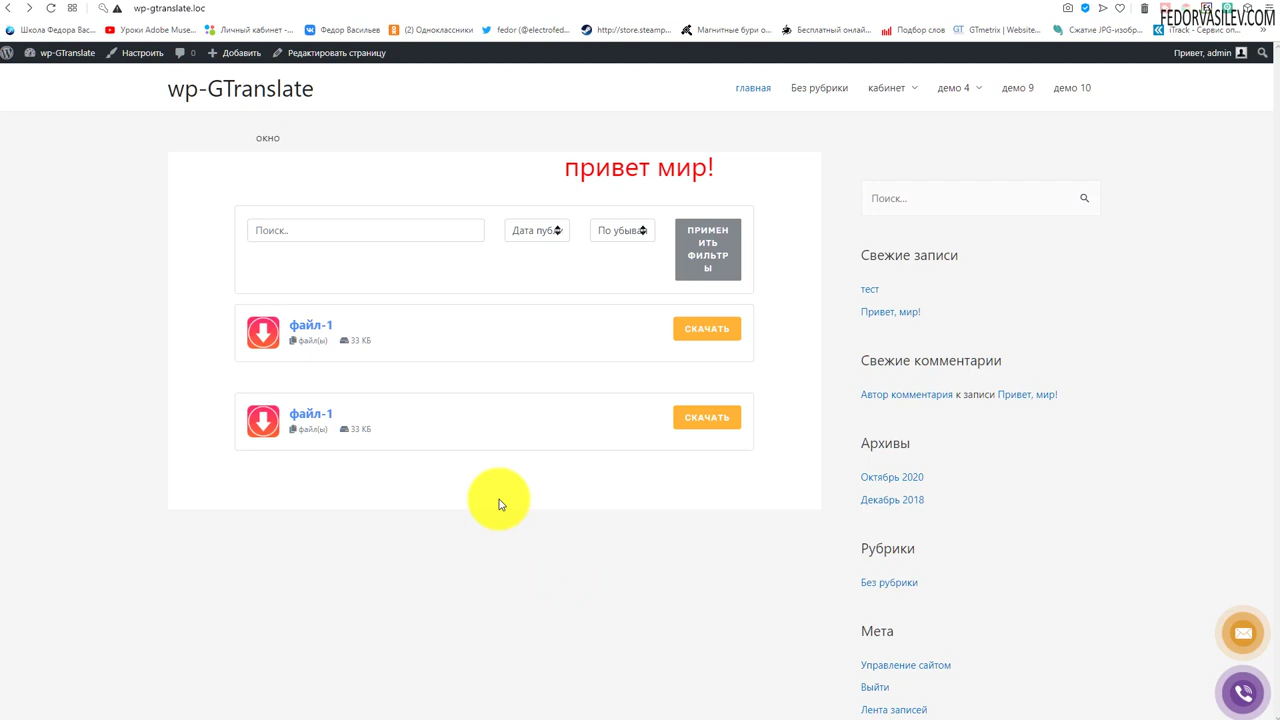 wp-gtranslate.loc
FEDORVASILEV.COM
Школа Федора Вас... Уроки Adobe Muse... Личный кабинет -... Федор Васильев (2) Одноклассники fedor (@electrofed... http://store.steamp... Магнитные бури о... Бесплатный онлай... Подбор слов GTmetrix | Website... Сжатие JPG-изобр... iTrack - Сервис оп...
wp-GTranslate Настроить 0 Добавить Редактировать страницу Привет, admin
wp-GTranslate
главная Без рубрики кабинет демо 4 демо 9 демо 10
окно
привет мир!
Поиск..
Дата публ
По убыван
ПРИМЕН
ИТЬ
ФИЛЬТР
Ы
файл-1
файл(ы) 33 КБ
СКАЧАТЬ
файл-1
файл(ы) 33 КБ
СКАЧАТЬ
Поиск...
Свежие записи
тест
Привет, мир!
Свежие комментарии
Автор комментария к записи Привет, мир!
Архивы
Октябрь 2020
Декабрь 2018
Рубрики
Без рубрики
Мета
Управление сайтом
Выйти
Лента записей